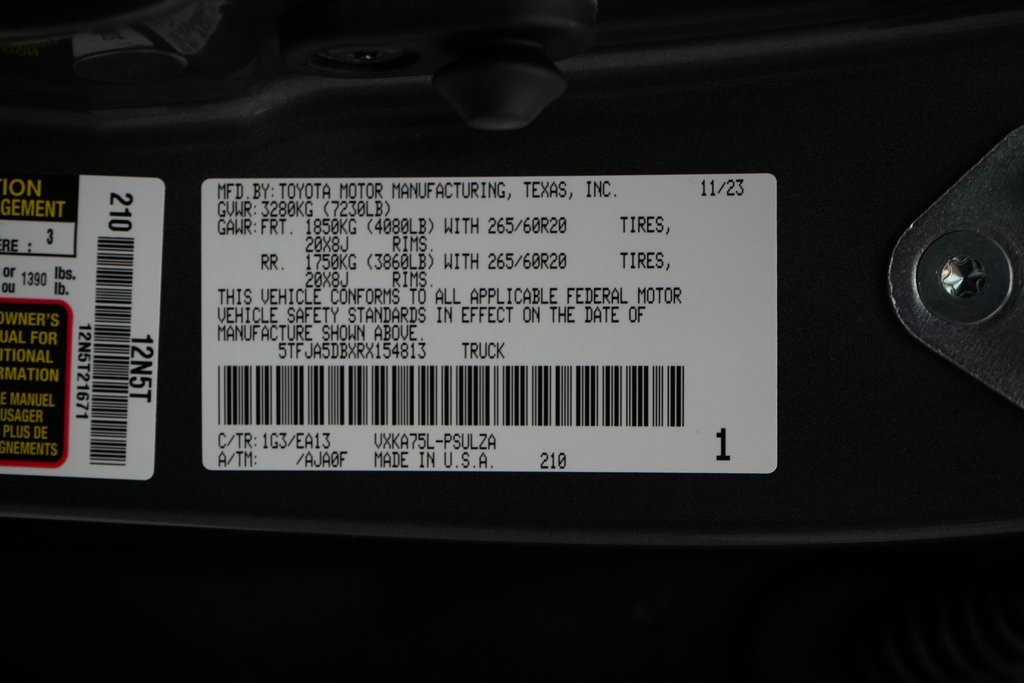 TION
GEMENT
ÈRE : 3
or 1390 lbs.
ou lb.
OWNER'S
UAL FOR
ITIONAL
RMATION
E MANUEL
USAGER
PLUS DE
GNEMENTS
210
12N5T21671
12N5T
MFD.BY:TOYOTA MOTOR MANUFACTURING, TEXAS, INC. 11/23
GVWR:3280KG (7230LB)
GAWR:FRT. 1850KG (4080LB) WITH 265/60R20 TIRES,
20X8J RIMS.
RR. 1750KG (3860LB) WITH 265/60R20 TIRES,
20X8J RIMS.
THIS VEHICLE CONFORMS TO ALL APPLICABLE FEDERAL MOTOR
VEHICLE SAFETY STANDARDS IN EFFECT ON THE DATE OF
MANUFACTURE SHOWN ABOVE.
5TFJA5DBXRX154813 TRUCK
C/TR:1G3/EA13 VXKA75L-PSULZA
A/TM: /AJA0F MADE IN U.S.A. 210
1